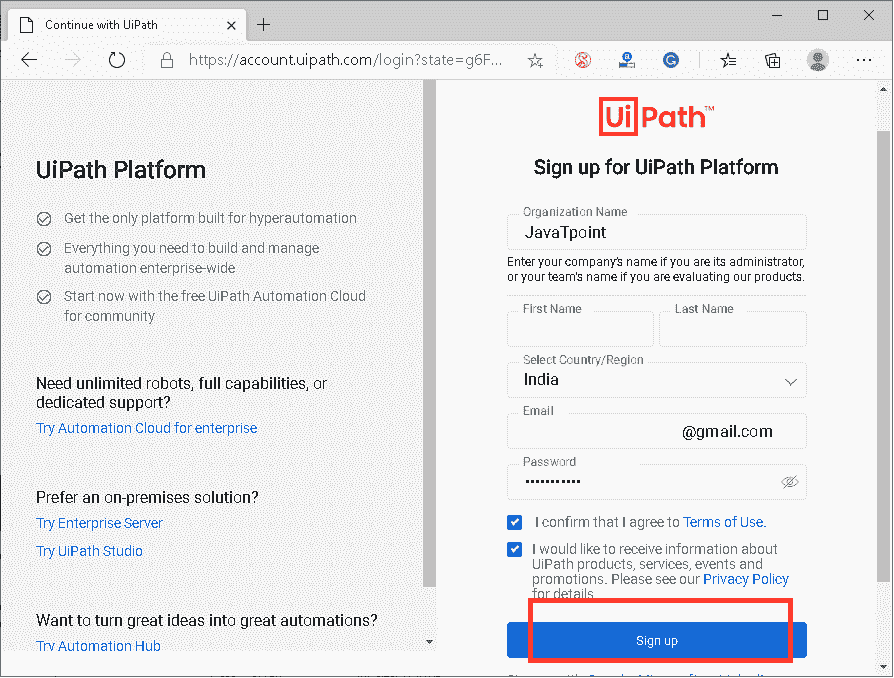 Continue with UiPath
https://account.uipath.com/login?state=g6F...
UiPath Platform
Get the only platform built for hyperautomation
Everything you need to build and manage
automation enterprise-wide
Start now with the free UiPath Automation Cloud
for community
Need unlimited robots, full capabilities, or
dedicated support?
Try Automation Cloud for enterprise
Prefer an on-premises solution?
Try Enterprise Server
Try UiPath Studio
Want to turn great ideas into great automations?
Try Automation Hub
UiPath™
Sign up for UiPath Platform
Organization Name
JavaTpoint
Enter your company's name if you are its administrator,
or your team's name if you are evaluating our products.
First Name Last Name
Select Country/Region
India
Email
@gmail.com
Password
•••••••••••
I confirm that I agree to Terms of Use.
I would like to receive information about
UiPath products, services, events and
promotions. Please see our Privacy Policy
for details
Sign up